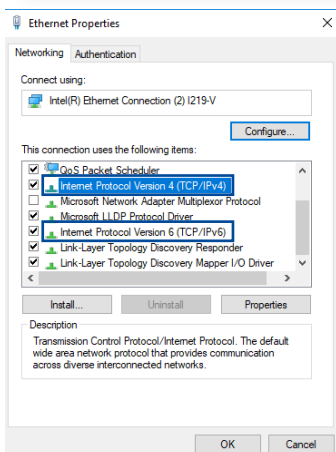 Ethernet Properties
Networking Authentication
Connect using:
Intel(R) Ethernet Connection (2) I219-V
Configure...
This connection uses the following items:
QoS Packet Scheduler
Internet Protocol Version 4 (TCP/IPv4)
Microsoft Network Adapter Multiplexor Protocol
Microsoft LLDP Protocol Driver
Internet Protocol Version 6 (TCP/IPv6)
Link-Layer Topology Discovery Responder
Link-Layer Topology Discovery Mapper I/O Driver
Install... Uninstall Properties
Description
Transmission Control Protocol/Internet Protocol. The default
wide area network protocol that provides communication
across diverse interconnected networks.
OK Cancel